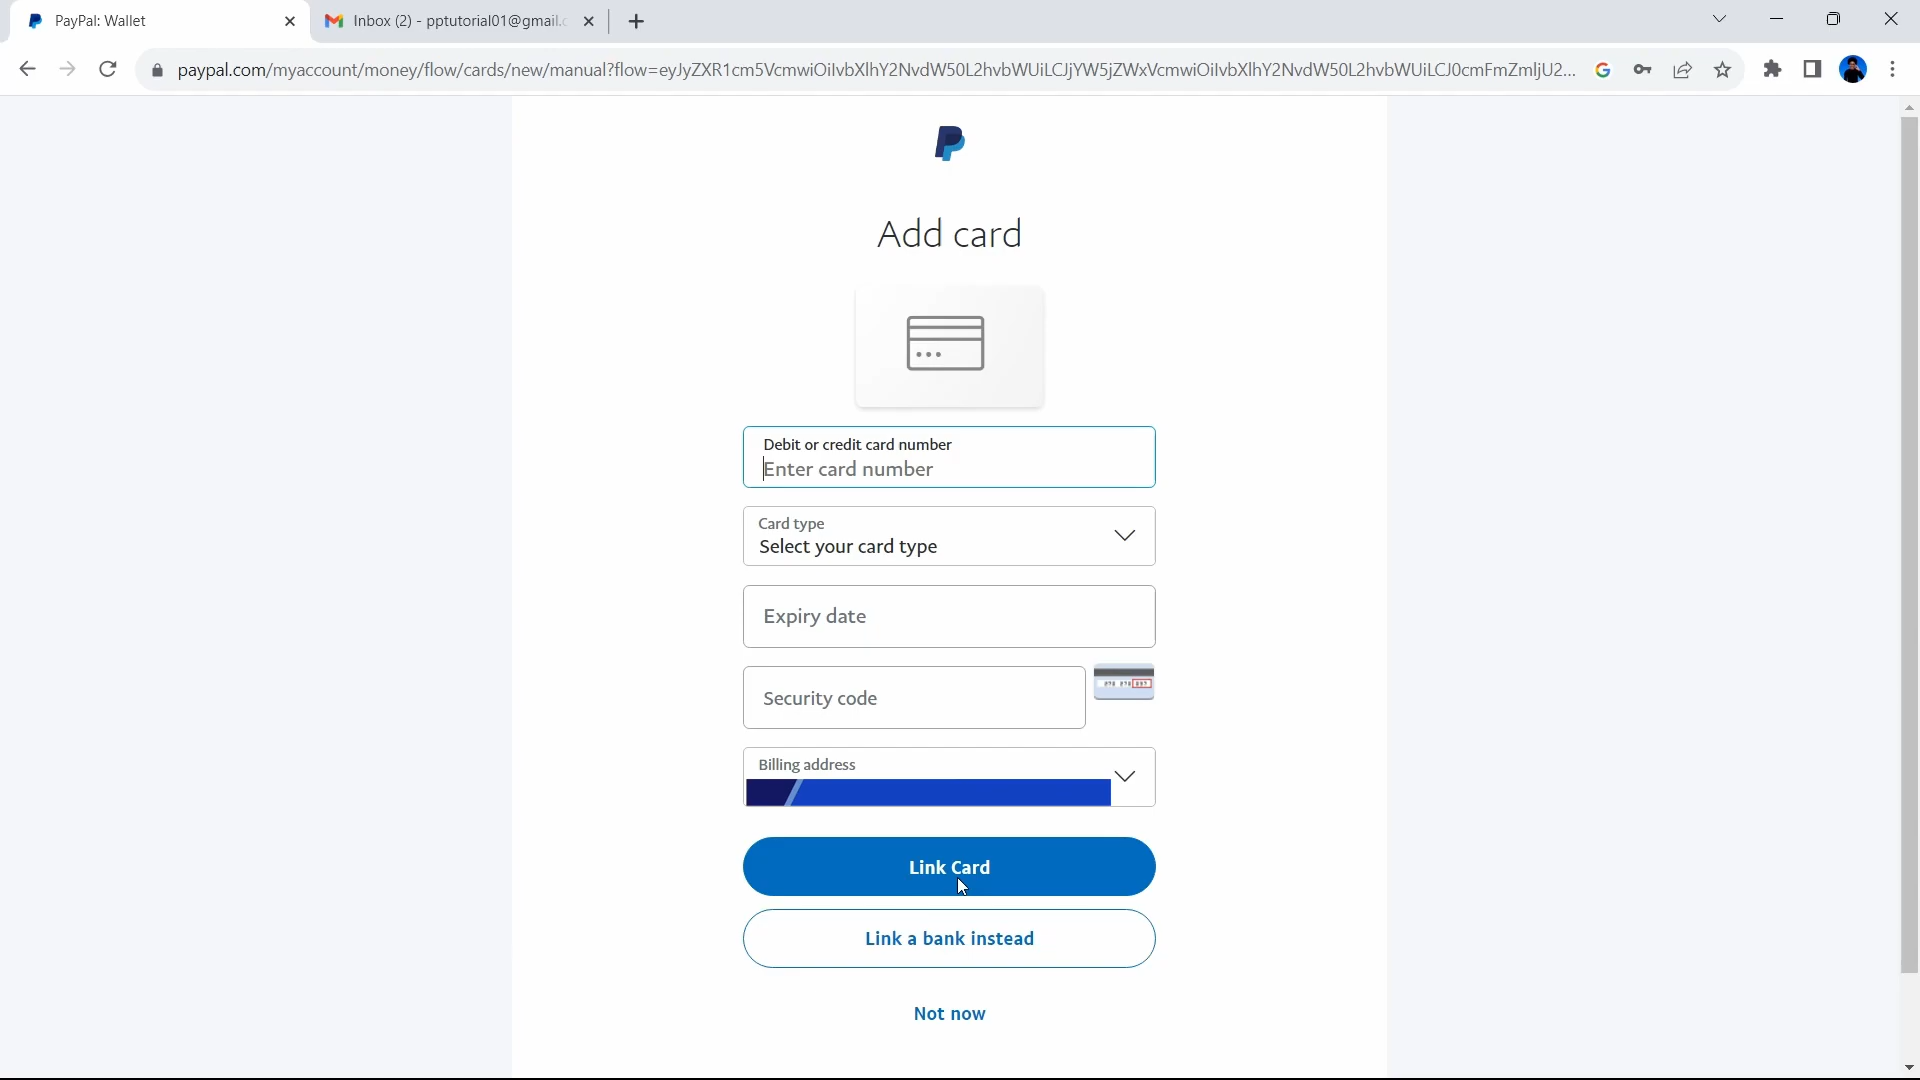 PayPal: Wallet
Inbox (2) - pptutorial01@gmail.c
paypal.com/myaccount/money/flow/cards/new/manual?flow=eyJyZXR1cm5VcmwiOiIvbXlhY2NvdW50L2hvbWUiLCJjYW5jZWxVcmwiOiIvbXlhY2NvdW50L2hvbWUiLCJ0cmFmZmljU2...
Add card
Debit or credit card number
Enter card number
Card type
Select your card type
Expiry date
Security code
Billing address
Link Card
Link a bank instead
Not now